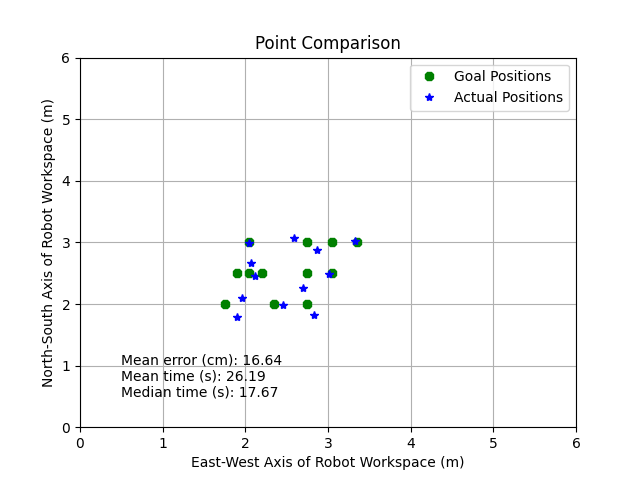 Point Comparison
Goal Positions
Actual Positions
North-South Axis of Robot Workspace (m)
6
5
4
3
2
1
0
Mean error (cm): 16.64
Mean time (s): 26.19
Median time (s): 17.67
0 1 2 3 4 5 6
East-West Axis of Robot Workspace (m)